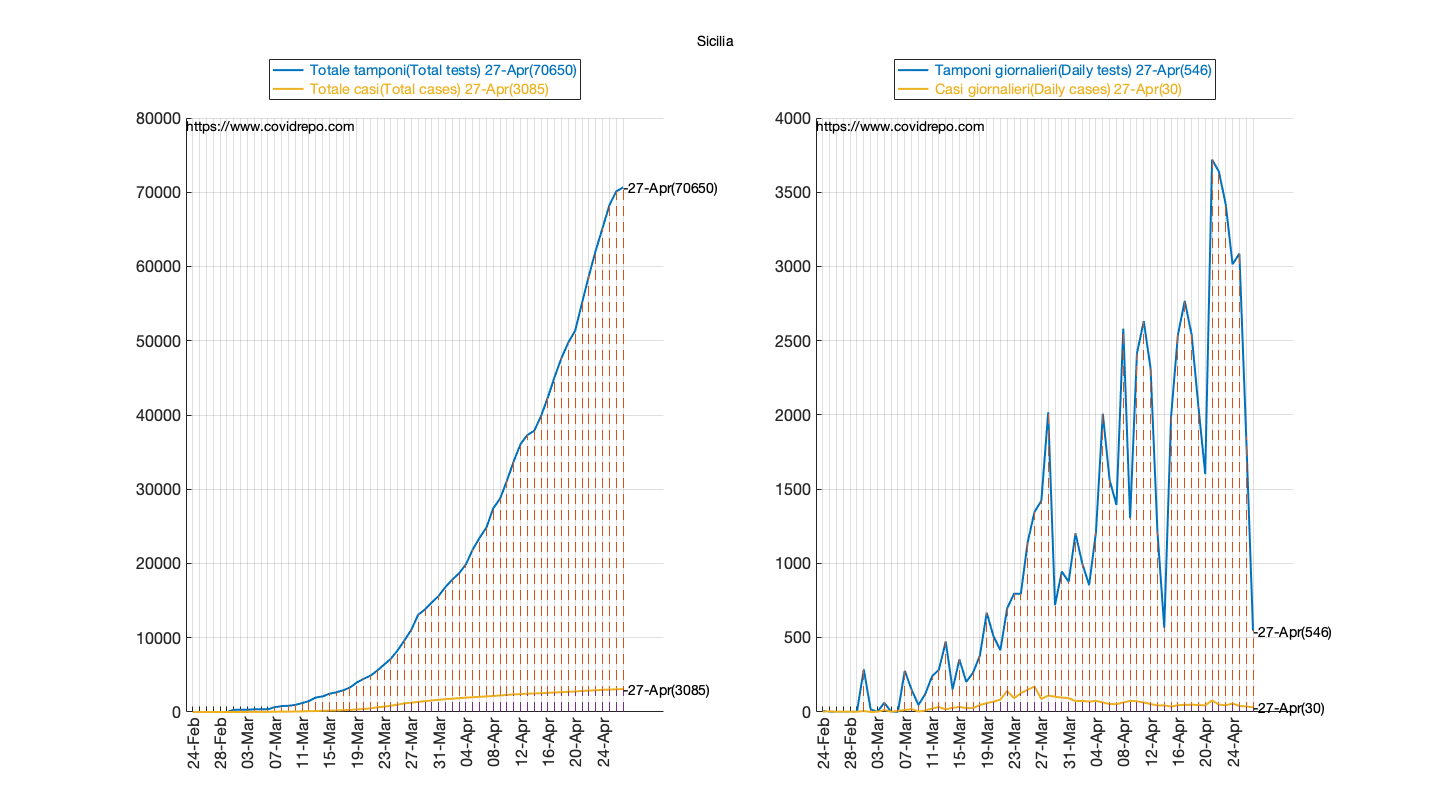 Sicilia
Totale tamponi(Total tests) 27-Apr(70650)
Totale casi(Total cases) 27-Apr(3085)
80000
70000
60000
50000
40000
30000
20000
10000
0
https://www.covidrepo.com
27-Apr(70650)
27-Apr(3085)
24-Feb
28-Feb
03-Mar
07-Mar
11-Mar
15-Mar
19-Mar
23-Mar
27-Mar
31-Mar
04-Apr
08-Apr
12-Apr
16-Apr
20-Apr
24-Apr
Tamponi giornalieri(Daily tests) 27-Apr(546)
Casi giornalieri(Daily cases) 27-Apr(30)
4000
3500
3000
2500
2000
1500
1000
500
0
https://www.covidrepo.com
27-Apr(546)
27-Apr(30)
24-Feb
28-Feb
03-Mar
07-Mar
11-Mar
15-Mar
19-Mar
23-Mar
27-Mar
31-Mar
04-Apr
08-Apr
12-Apr
16-Apr
20-Apr
24-Apr